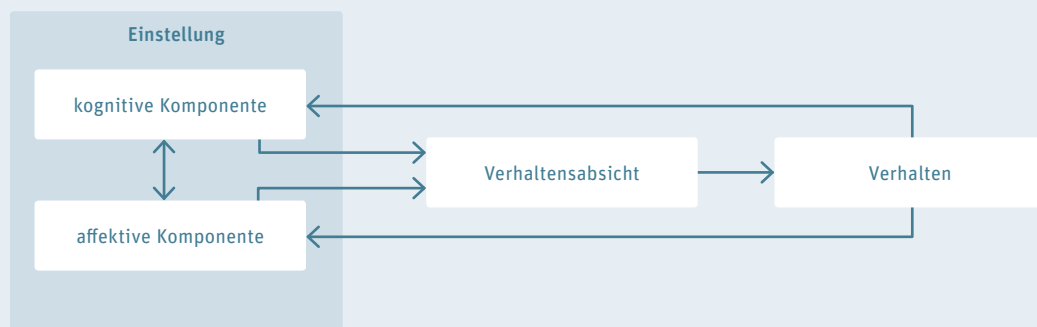 Einstellung
kognitive Komponente
Verhaltensabsicht
Verhalten
affektive Komponente